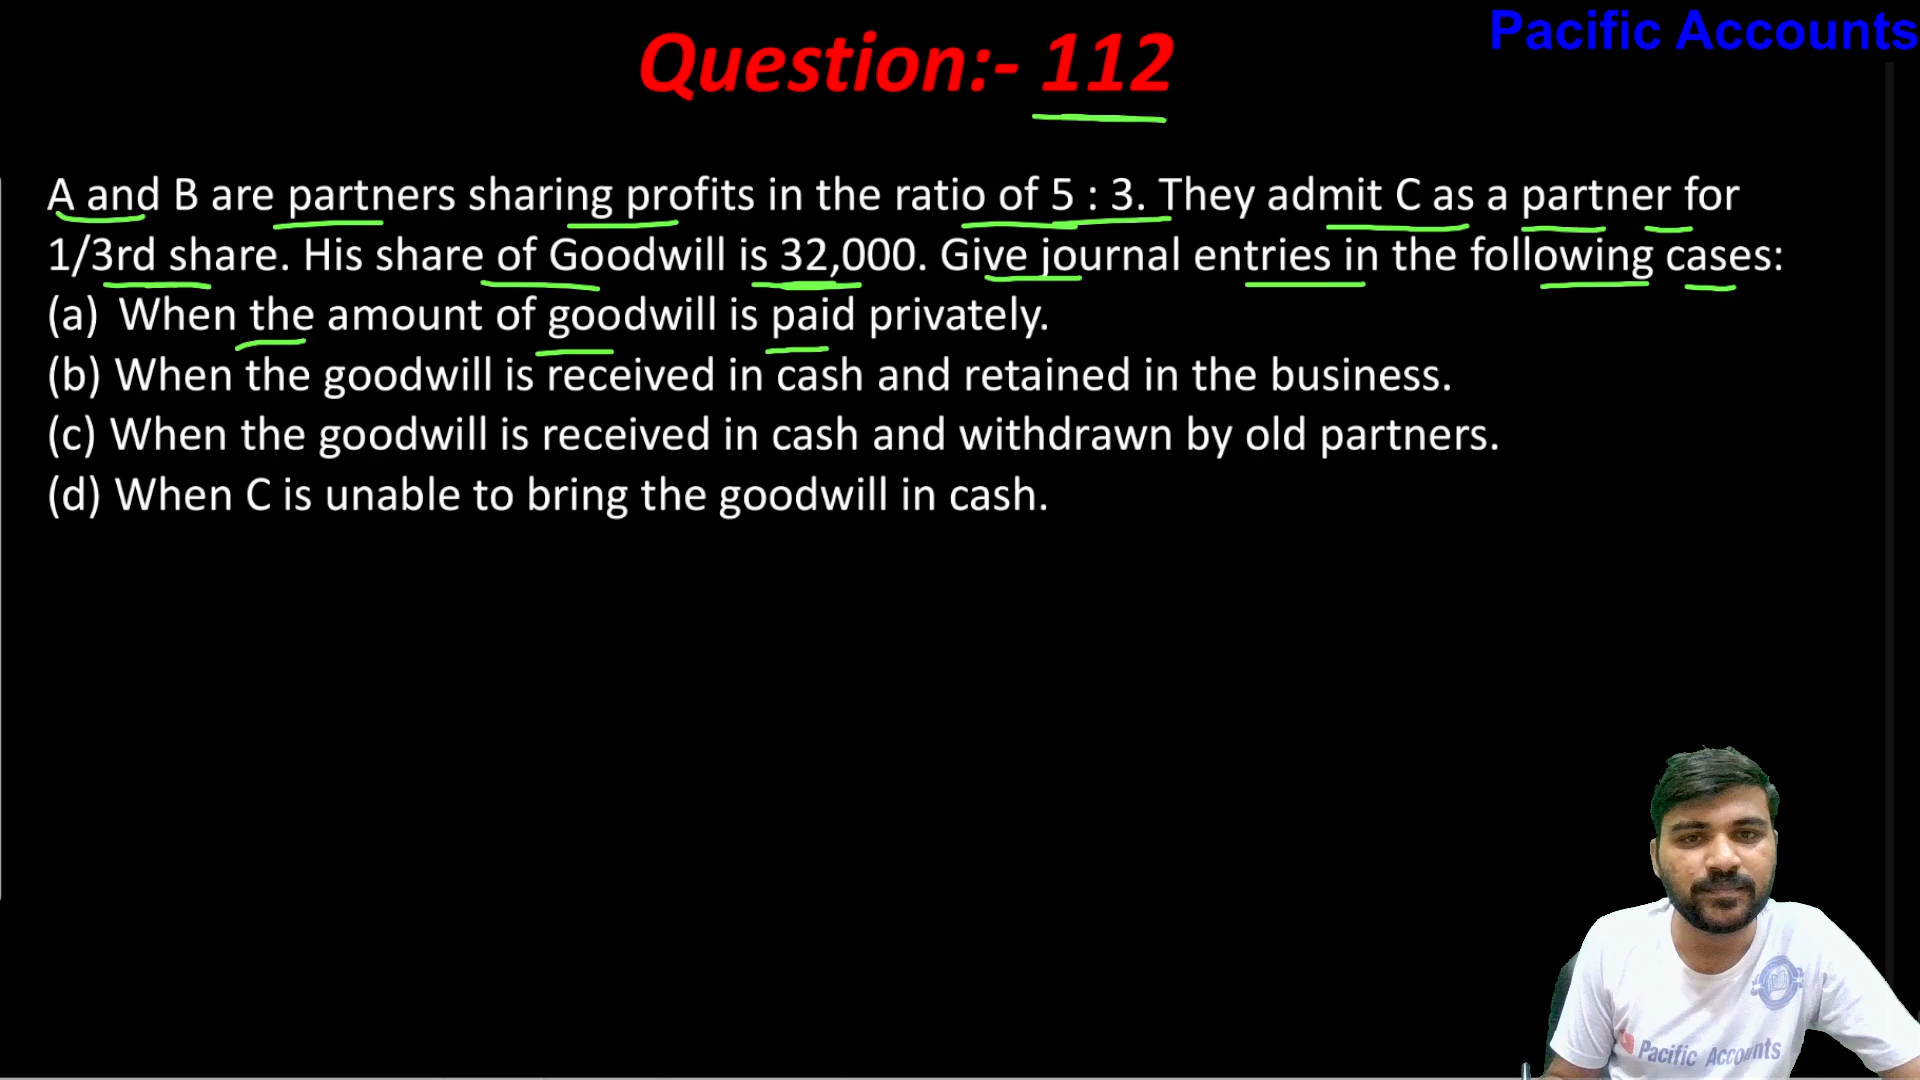 Pacific Accounts
Question:- 112
A and B are partners sharing profits in the ratio of 5 : 3. They admit C as a partner for
1/3rd share. His share of Goodwill is 32,000. Give journal entries in the following cases:
(a) When the amount of goodwill is paid privately.
(b) When the goodwill is received in cash and retained in the business.
(c) When the goodwill is received in cash and withdrawn by old partners.
(d) When C is unable to bring the goodwill in cash.
Pacific Accounts